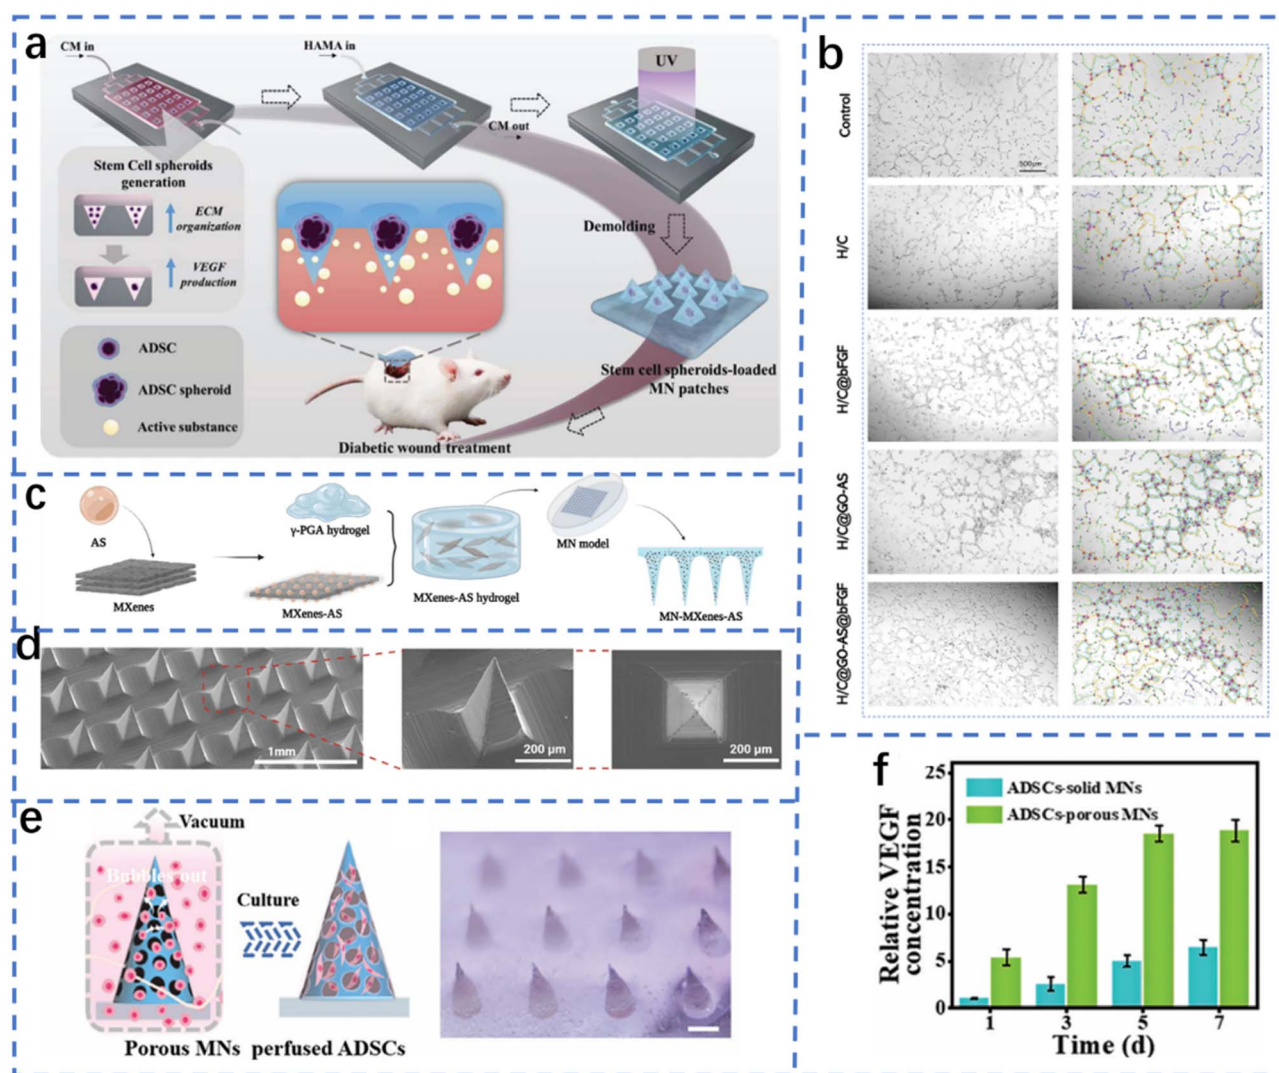 a
CM in
HAMA in
UV
CM out
Stem Cell spheroids
generation
ECM
organization
VEGF
production
Demolding
ADSC
ADSC spheroid
Active substance
Stem cell spheroids-loaded
MN patches
Diabetic wound treatment
b
Control
500μm
H/C
H/C@bFGF
H/C@GO-AS
H/C@GO-AS@bFGF
c
AS
MXenes
γ-PGA hydrogel
MXenes-AS
MXenes-AS hydrogel
MN model
MN-MXenes-AS
d
1mm
200 μm
200 μm
e
Vacuum
Bubbles out
Culture
Porous MNs perfused ADSCs
f
ADSCs-solid MNs
ADSCs-porous MNs
Relative VEGF
concentration
25
20
15
10
5
0
1 3 5 7
Time (d)